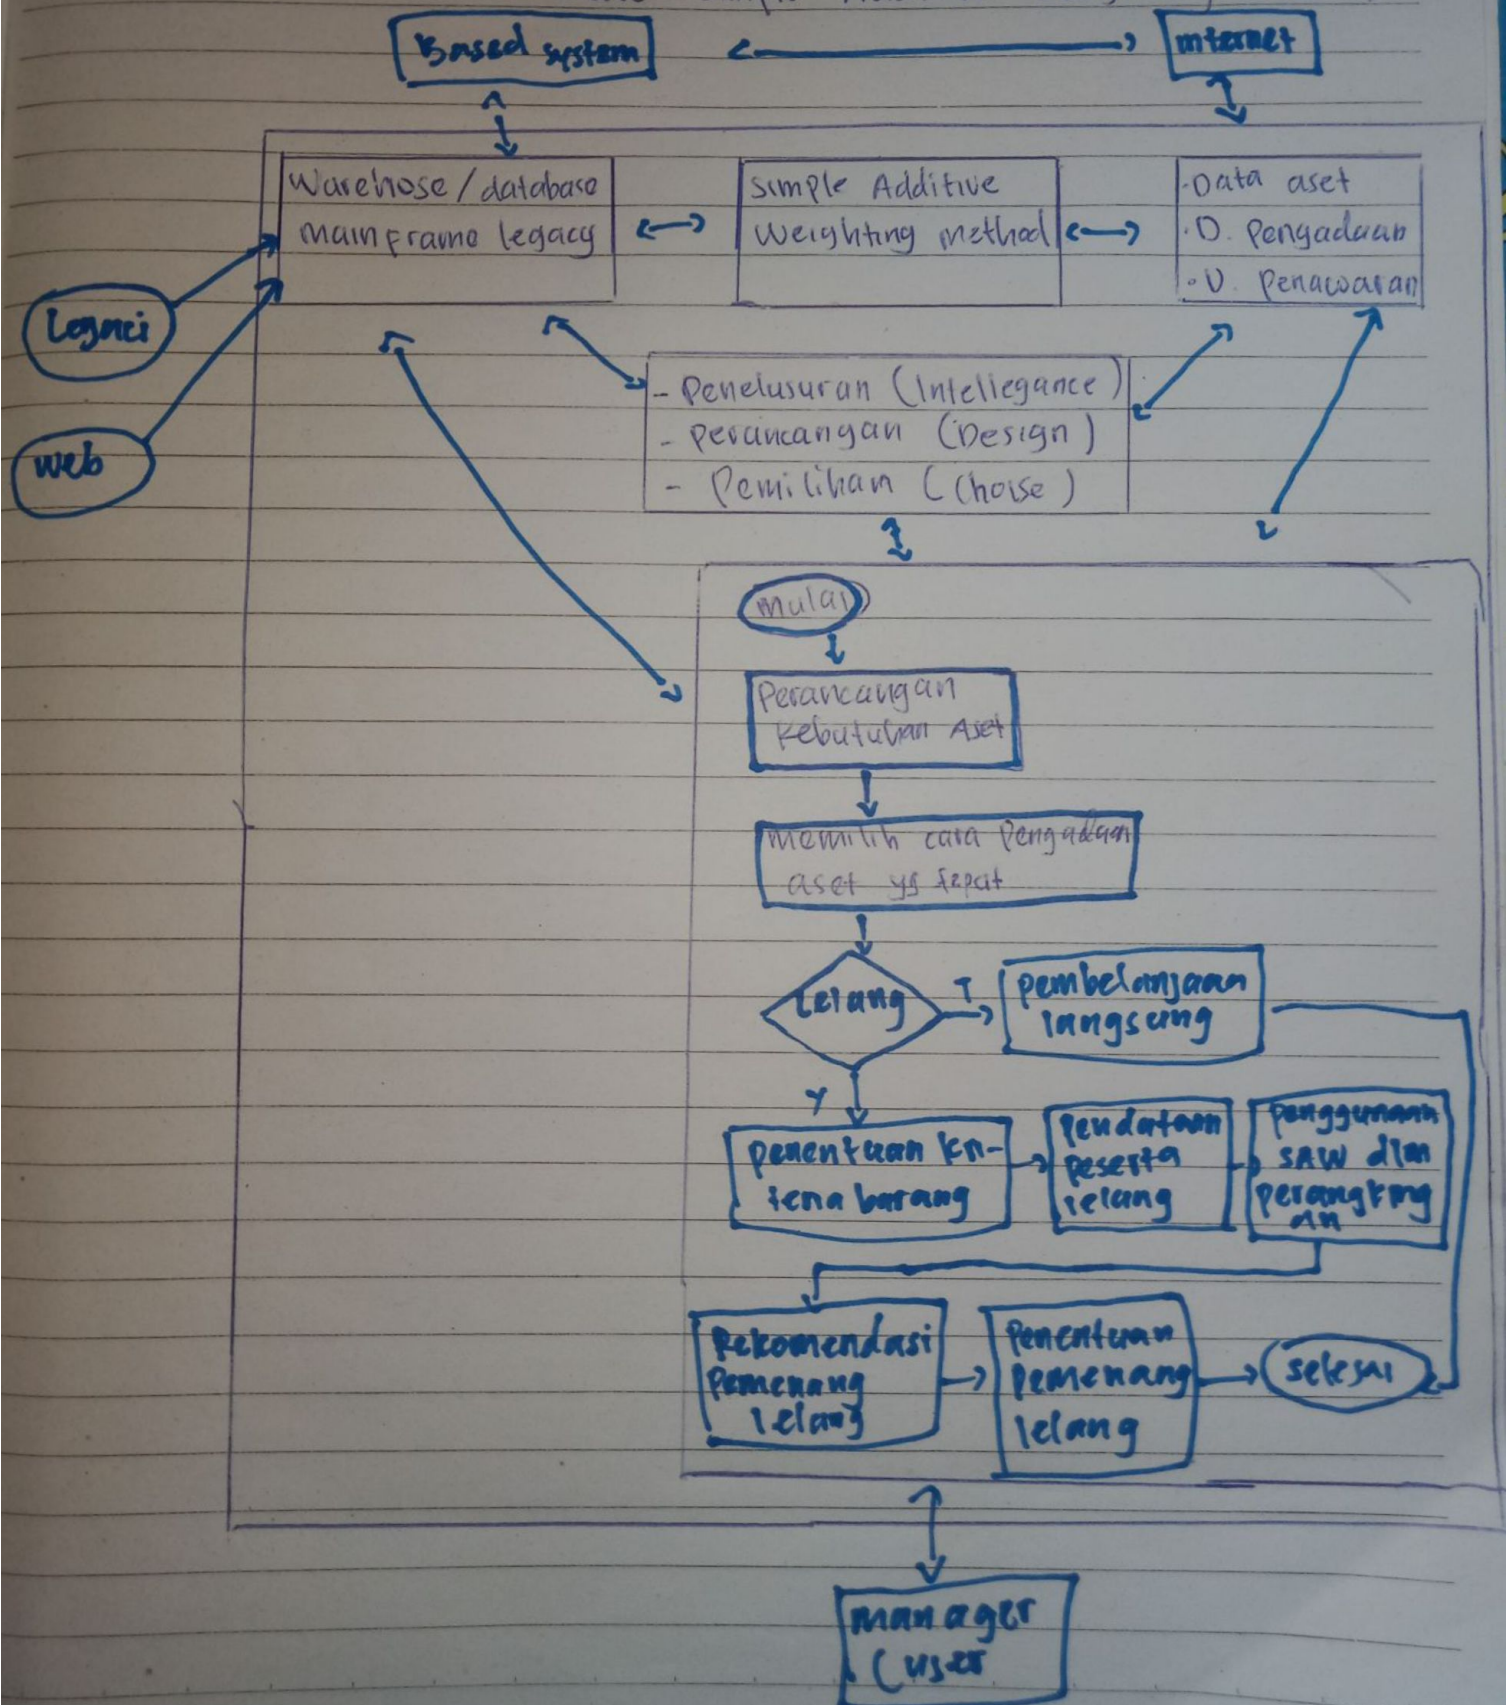 Based system
internet
Warehose / database
mainframe legacy
Simple Additive
Weighting method
· Data aset
· D. Pengadaan
· D. Penawaran
Legaci
web
- Penelusuran (Intellegance)
- Perancangan (Design)
- Pemilihan (Choise)
mulai
Perancangan
Kebutuhan Aset
memilih cara Pengadaan
aset yg tepat
Lelang
T
pembelanjaan
langsung
Y
penentuan kri-
teria barang
pendataan
peserta
lelang
penggunaan
SAW dlm
perangking
an
Rekomendasi
Pemenang
lelang
Penentuan
Pemenang
lelang
selesai
manager
(user